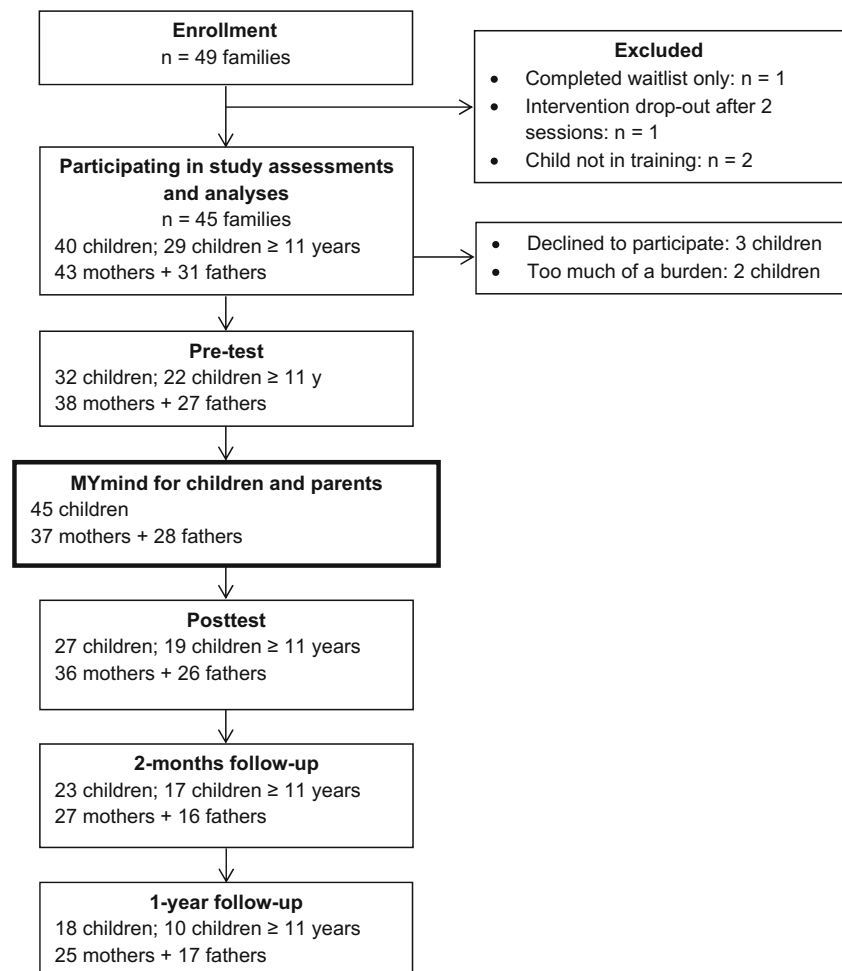 Enrollment
n = 49 families
Excluded
• Completed waitlist only: n = 1
• Intervention drop-out after 2
sessions: n = 1
• Child not in training: n = 2
Participating in study assessments
and analyses
n = 45 families
40 children; 29 children ≥ 11 years
43 mothers + 31 fathers
• Declined to participate: 3 children
• Too much of a burden: 2 children
Pre-test
32 children; 22 children ≥ 11 y
38 mothers + 27 fathers
MYmind for children and parents
45 children
37 mothers + 28 fathers
Posttest
27 children; 19 children ≥ 11 years
36 mothers + 26 fathers
2-months follow-up
23 children; 17 children ≥ 11 years
27 mothers + 16 fathers
1-year follow-up
18 children; 10 children ≥ 11 years
25 mothers + 17 fathers